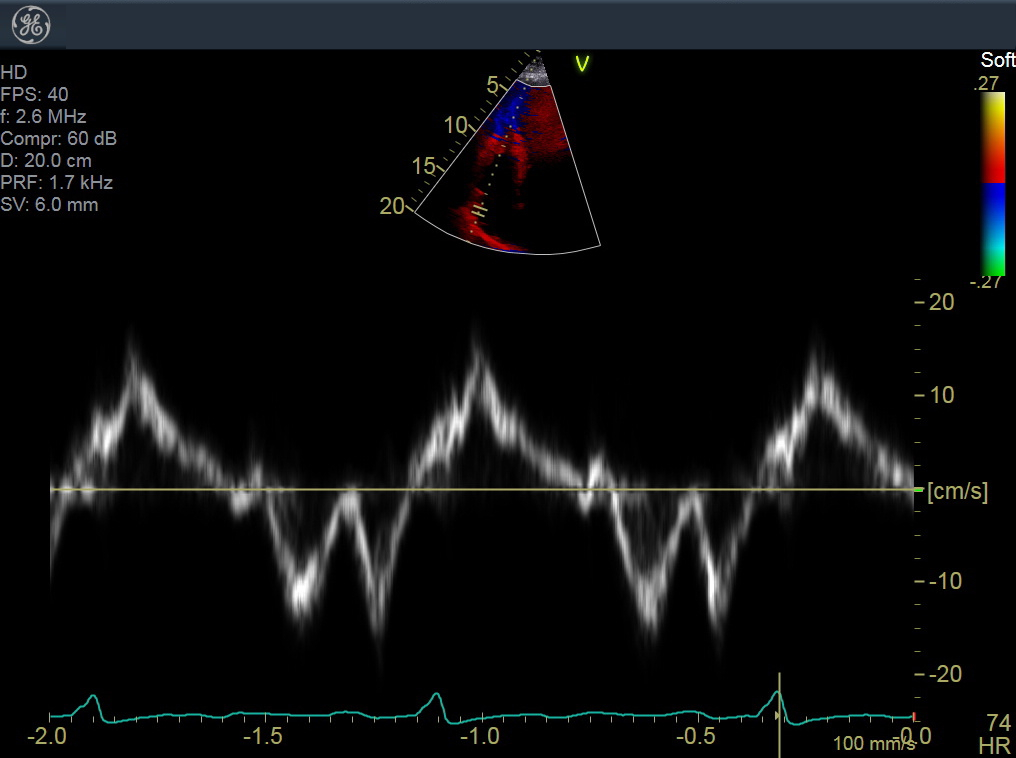 GE
HD
FPS: 40
f: 2.6 MHz
Compr: 60 dB
D: 20.0 cm
PRF: 1.7 kHz
SV: 6.0 mm
V
5
10
15
20
Soft
.27
-.27
20
10
[cm/s]
-10
-20
-2.0
-1.5
-1.0
-0.5
100 mm/s
0.0
74
HR